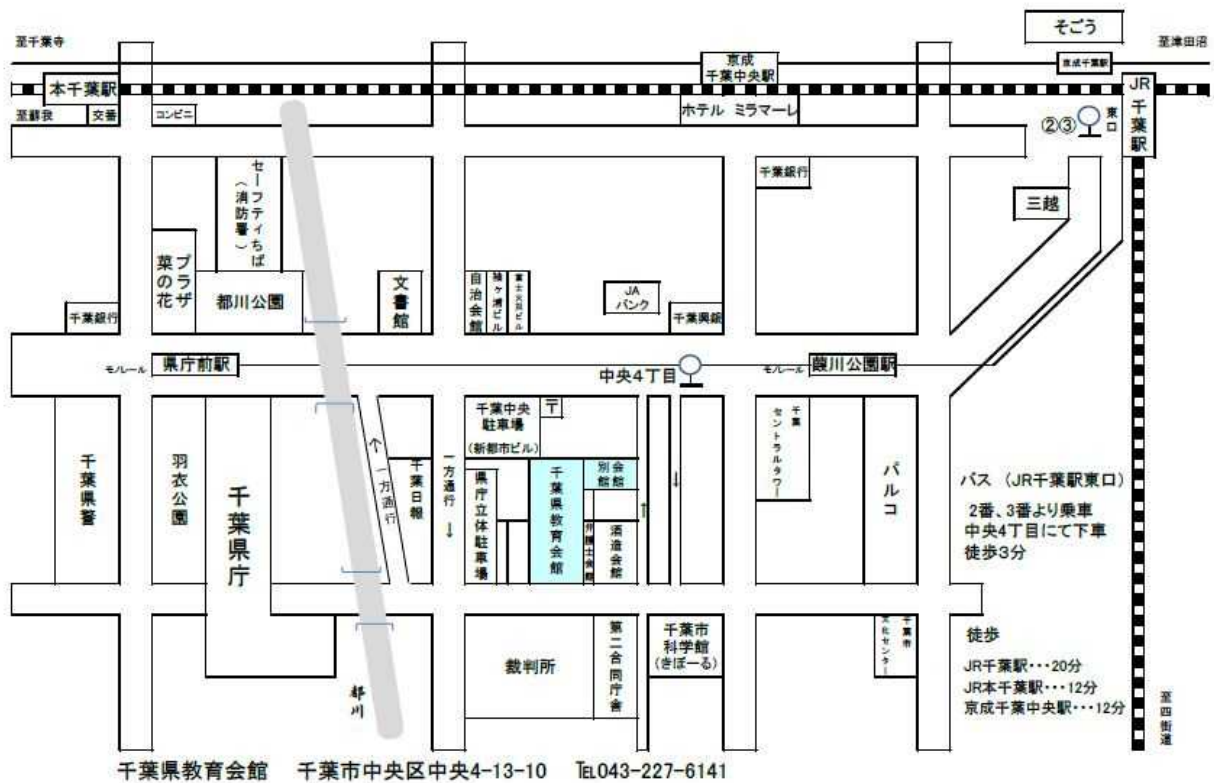 そごう
至千葉寺
至津田沼
京成
千葉中央駅
京成千葉駅
本千葉駅
JR
千葉駅
至蘇我
交番
コンビニ
ホテル ミラマーレ
②③
東口
千葉銀行
セーフティちば
(消防署)
三越
プラザ
菜の花
都川公園
文書館
自治会館
袖ヶ浦ビル
富士火災ビル
JA
バンク
千葉銀行
千葉興銀
モノレール
県庁前駅
中央4丁目
モノレール
葭川公園駅
千葉中央
駐車場
(新都市ビル)
〒
千葉
セントラルタワー
パルコ
千葉県警
羽衣公園
千葉県庁
↑
一方通行
千葉日報
一方通行
↓
県庁立体駐車場
千葉県教育会館
会館
別館
弁護士会館
酒造会館
↑
↓
バス (JR千葉駅東口)
2番、3番より乗車
中央4丁目にて下車
徒歩3分
裁判所
第二合同庁舎
千葉市
科学館
(きぼーる)
千葉市
文化センター
徒歩
JR千葉駅・・・20分
JR本千葉駅・・・12分
京成千葉中央駅・・・12分
都川
至四街道
千葉県教育会館 千葉市中央区中央4-13-10 ℡043-227-6141